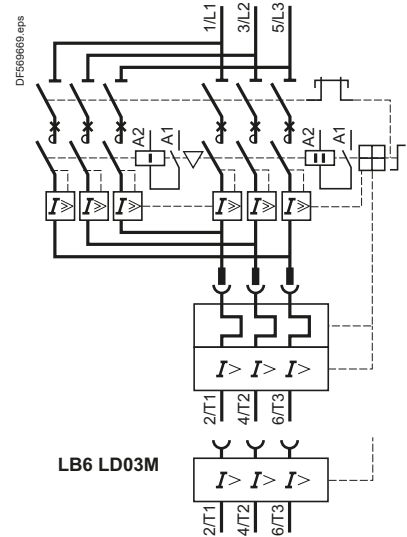 DF569669.eps
1/L1
3/L2
5/L3
A2
A1
A2
A1
I
II
I>>
I>>
I>>
I>>
I>>
I>>
I>
I>
I>
2/T1
4/T2
6/T3
LB6 LD03M
I>
I>
I>
2/T1
4/T2
6/T3